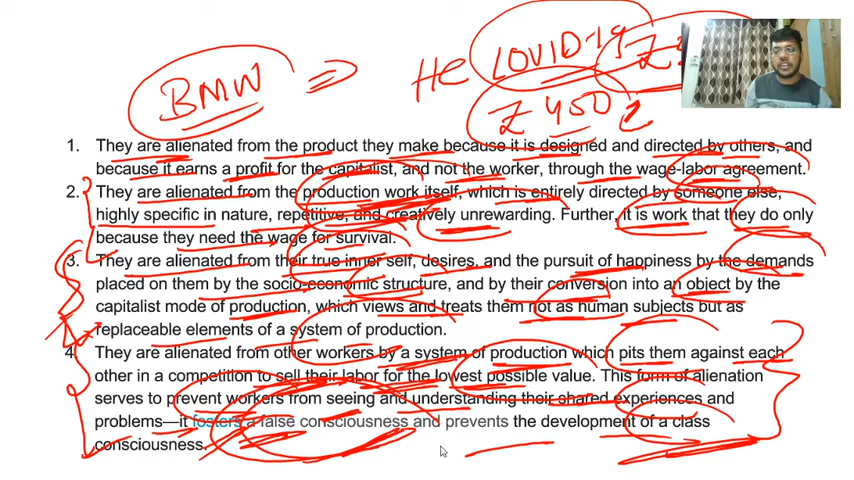 BMW ⇒ HE COVID-19
Z 450
1. They are alienated from the product they make because it is designed and directed by others, and
because it earns a profit for the capitalist, and not the worker, through the wage-labor agreement.
2. They are alienated from the production work itself, which is entirely directed by someone else,
highly specific in nature, repetitive, and creatively unrewarding. Further, it is work that they do only
because they need the wage for survival.
3. They are alienated from their true inner self, desires, and the pursuit of happiness by the demands
placed on them by the socio-economic structure, and by their conversion into an object by the
capitalist mode of production, which views and treats them not as human subjects but as
replaceable elements of a system of production.
4. They are alienated from other workers by a system of production which pits them against each
other in a competition to sell their labor for the lowest possible value. This form of alienation
serves to prevent workers from seeing and understanding their shared experiences and
problems—it fosters a false consciousness and prevents the development of a class
consciousness.